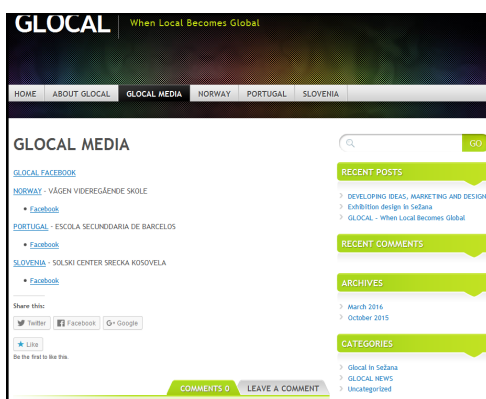 GLOCAL When Local Becomes Global
HOME ABOUT GLOCAL GLOCAL MEDIA NORWAY PORTUGAL SLOVENIA
GLOCAL MEDIA
GLOCAL FACEBOOK
NORWAY - VÅGEN VIDEREGÅENDE SKOLE
Facebook
PORTUGAL - ESCOLA SECUNDDARIA DE BARCELOS
Facebook
SLOVENIA - SOLSKI CENTER SRECKA KOSOVELA
Facebook
Share this:
Twitter Facebook G+ Google
Like
Be the first to like this.
COMMENTS 0 LEAVE A COMMENT
GO
RECENT POSTS
DEVELOPING IDEAS, MARKETING AND DESIGN
Exhibition design in Sežana
GLOCAL – When Local Becomes Global
RECENT COMMENTS
ARCHIVES
March 2016
October 2015
CATEGORIES
Glocal in Sežana
GLOCAL NEWS
Uncategorized